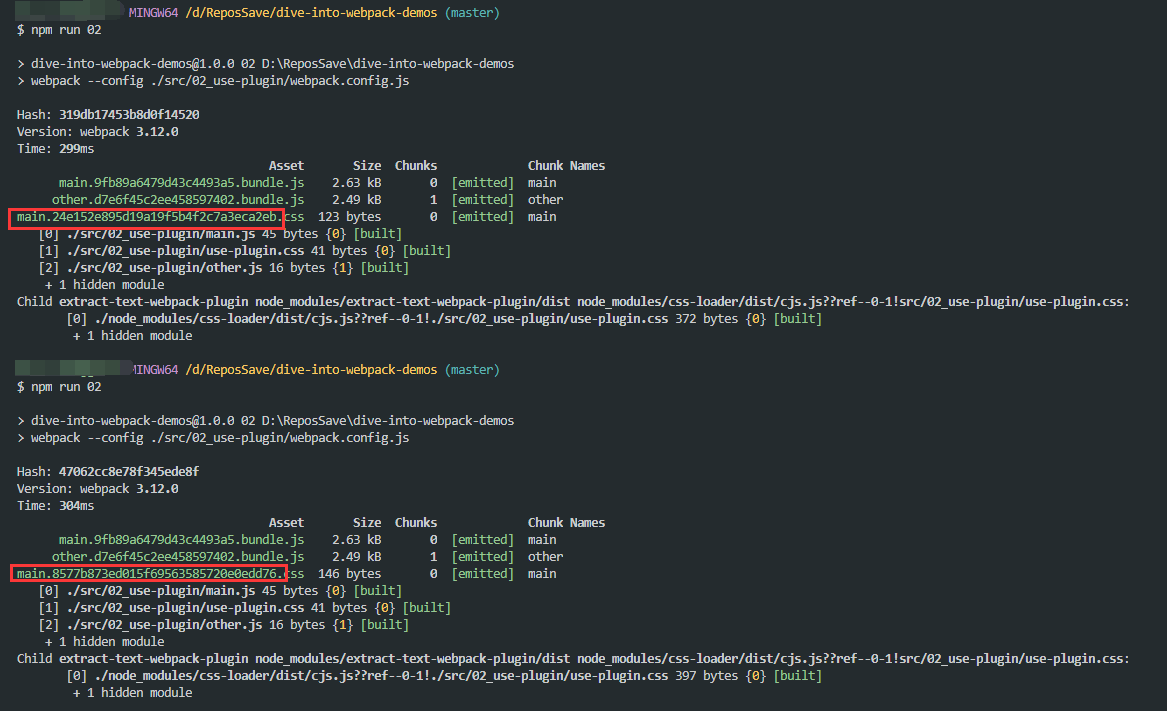 MINGW64 /d/ReposSave/dive-into-webpack-demos (master)
$ npm run 02
> dive-into-webpack-demos@1.0.0 02 D:\ReposSave\dive-into-webpack-demos
> webpack --config ./src/02_use-plugin/webpack.config.js
Hash: 319db17453b8d0f14520
Version: webpack 3.12.0
Time: 299ms
Asset Size Chunks Chunk Names
main.9fb89a6479d43c4493a5.bundle.js 2.63 kB 0 [emitted] main
other.d7e6f45c2ee458597402.bundle.js 2.49 kB 1 [emitted] other
main.24e152e895d19a19f5b4f2c7a3eca2eb.css 123 bytes 0 [emitted] main
[0] ./src/02_use-plugin/main.js 45 bytes {0} [built]
[1] ./src/02_use-plugin/use-plugin.css 41 bytes {0} [built]
[2] ./src/02_use-plugin/other.js 16 bytes {1} [built]
+ 1 hidden module
Child extract-text-webpack-plugin node_modules/extract-text-webpack-plugin/dist node_modules/css-loader/dist/cjs.js??ref--0-1!src/02_use-plugin/use-plugin.css:
[0] ./node_modules/css-loader/dist/cjs.js??ref--0-1!./src/02_use-plugin/use-plugin.css 372 bytes {0} [built]
+ 1 hidden module
MINGW64 /d/ReposSave/dive-into-webpack-demos (master)
$ npm run 02
> dive-into-webpack-demos@1.0.0 02 D:\ReposSave\dive-into-webpack-demos
> webpack --config ./src/02_use-plugin/webpack.config.js
Hash: 47062cc8e78f345ede8f
Version: webpack 3.12.0
Time: 304ms
Asset Size Chunks Chunk Names
main.9fb89a6479d43c4493a5.bundle.js 2.63 kB 0 [emitted] main
other.d7e6f45c2ee458597402.bundle.js 2.49 kB 1 [emitted] other
main.8577b873ed015f69563585720e0edd76.css 146 bytes 0 [emitted] main
[0] ./src/02_use-plugin/main.js 45 bytes {0} [built]
[1] ./src/02_use-plugin/use-plugin.css 41 bytes {0} [built]
[2] ./src/02_use-plugin/other.js 16 bytes {1} [built]
+ 1 hidden module
Child extract-text-webpack-plugin node_modules/extract-text-webpack-plugin/dist node_modules/css-loader/dist/cjs.js??ref--0-1!src/02_use-plugin/use-plugin.css:
[0] ./node_modules/css-loader/dist/cjs.js??ref--0-1!./src/02_use-plugin/use-plugin.css 397 bytes {0} [built]
+ 1 hidden module